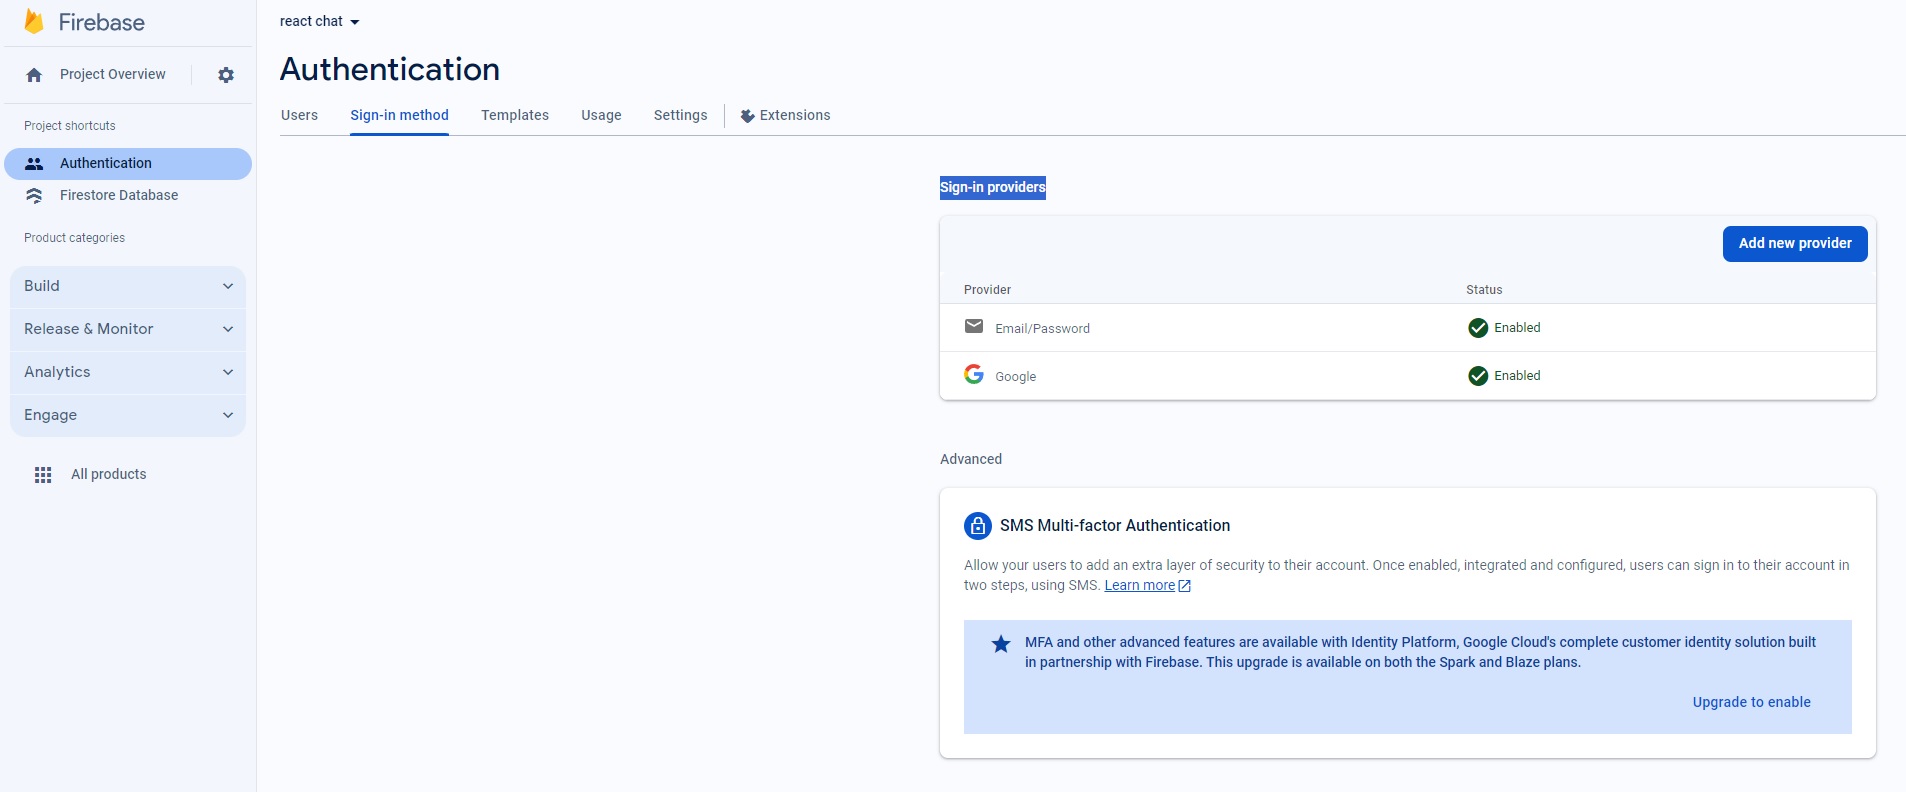 Firebase
Project Overview
Project shortcuts
Authentication
Firestore Database
Product categories
Build
Release & Monitor
Analytics
Engage
All products
react chat
Authentication
Users Sign-in method Templates Usage Settings Extensions
Sign-in providers
Add new provider
Provider Status
Email/Password Enabled
Google Enabled
Advanced
SMS Multi-factor Authentication
Allow your users to add an extra layer of security to their account. Once enabled, integrated and configured, users can sign in to their account in
two steps, using SMS. Learn more
MFA and other advanced features are available with Identity Platform, Google Cloud's complete customer identity solution built
in partnership with Firebase. This upgrade is available on both the Spark and Blaze plans.
Upgrade to enable